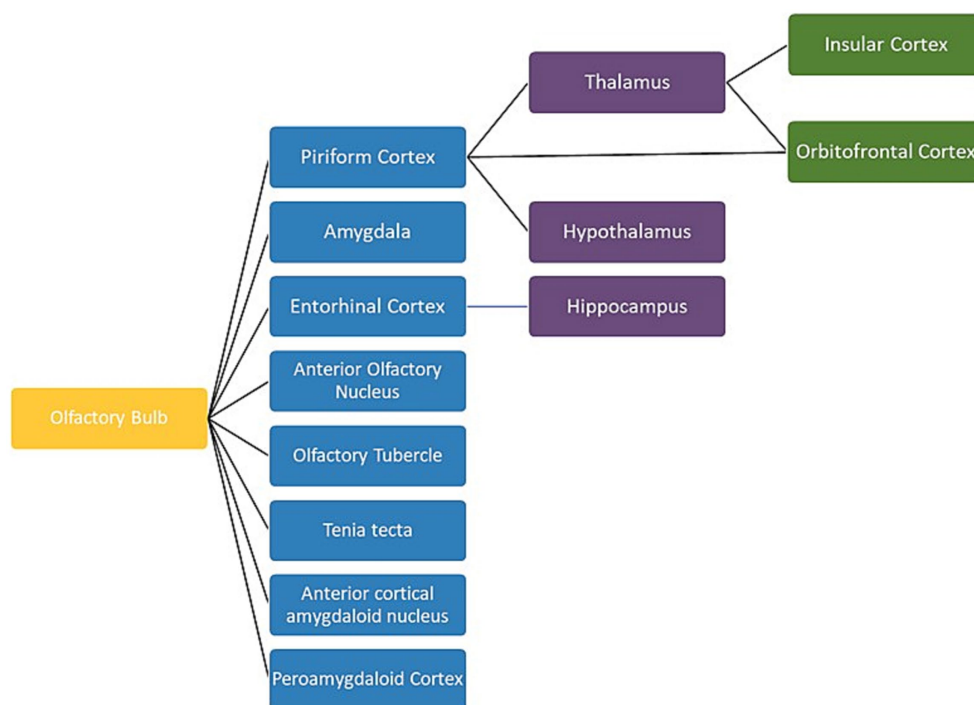 Insular Cortex
Thalamus
Orbitofrontal Cortex
Piriform Cortex
Amygdala
Hypothalamus
Entorhinal Cortex
Hippocampus
Anterior Olfactory
Nucleus
Olfactory Bulb
Olfactory Tubercle
Tenia tecta
Anterior cortical
amygdaloid nucleus
Peroamygdaloid Cortex